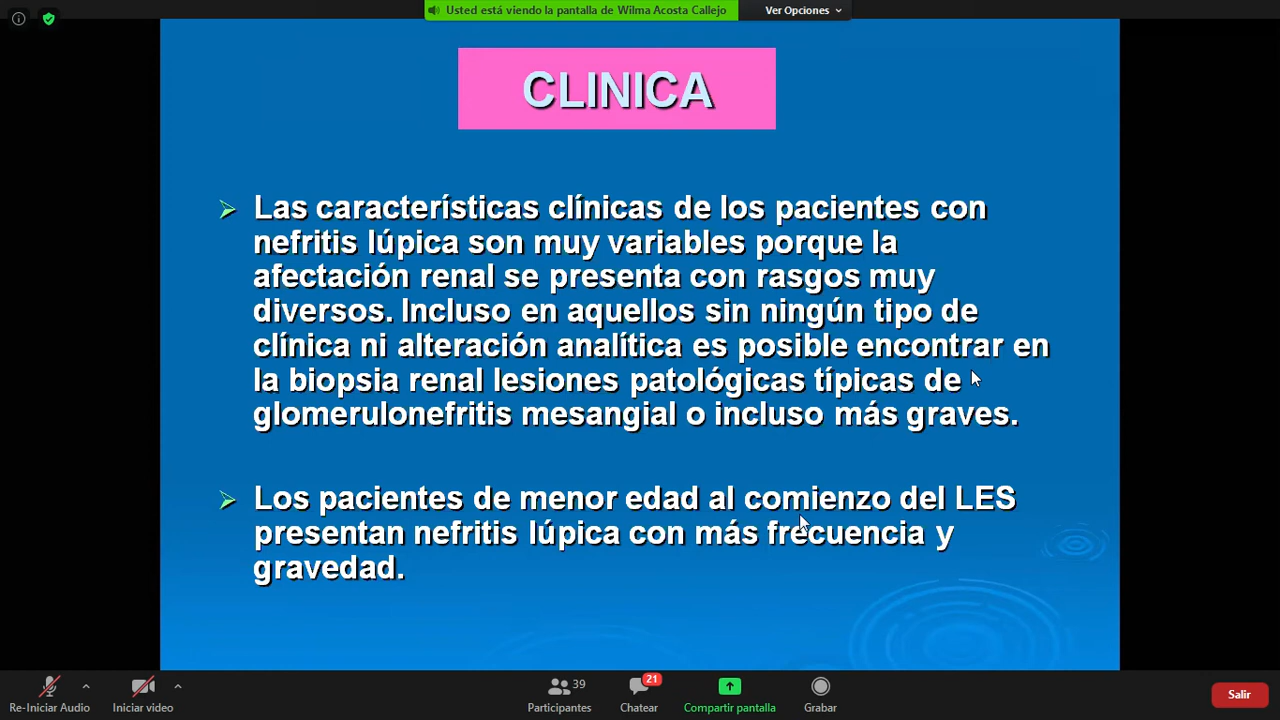 Usted está viendo la pantalla de Wilma Acosta Callejo
Ver Opciones
CLINICA
Las características clínicas de los pacientes con
nefritis lúpica son muy variables porque la
afectación renal se presenta con rasgos muy
diversos. Incluso en aquellos sin ningún tipo de
clínica ni alteración analítica es posible encontrar en
la biopsia renal lesiones patológicas típicas de
glomerulonefritis mesangial o incluso más graves.
Los pacientes de menor edad al comienzo del LES
presentan nefritis lúpica con más frecuencia y
gravedad.
Re-Iniciar Audio
Iniciar video
39
Participantes
21
Chatear
Compartir pantalla
Grabar
Salir